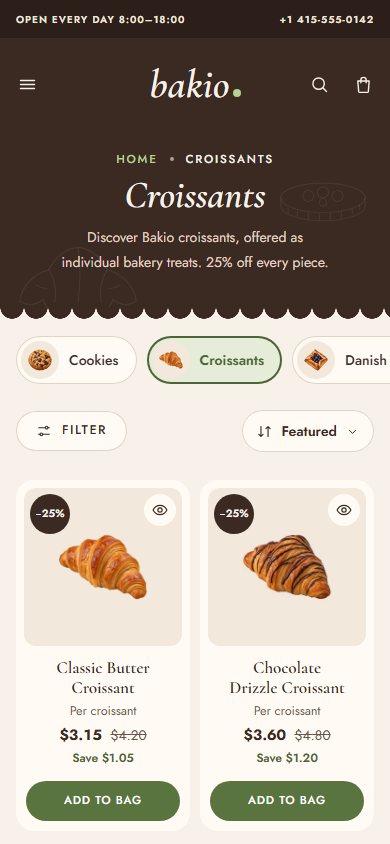 OPEN EVERY DAY 8:00–18:00
+1 415-555-0142
bakio.
HOME • CROISSANTS
Croissants
Discover Bakio croissants, offered as
individual bakery treats. 25% off every piece.
Cookies
Croissants
Danish
FILTER
Featured
−25%
−25%
Classic Butter
Croissant
Per croissant
$3.15 $4.20
Save $1.05
ADD TO BAG
Chocolate
Drizzle Croissant
Per croissant
$3.60 $4.80
Save $1.20
ADD TO BAG